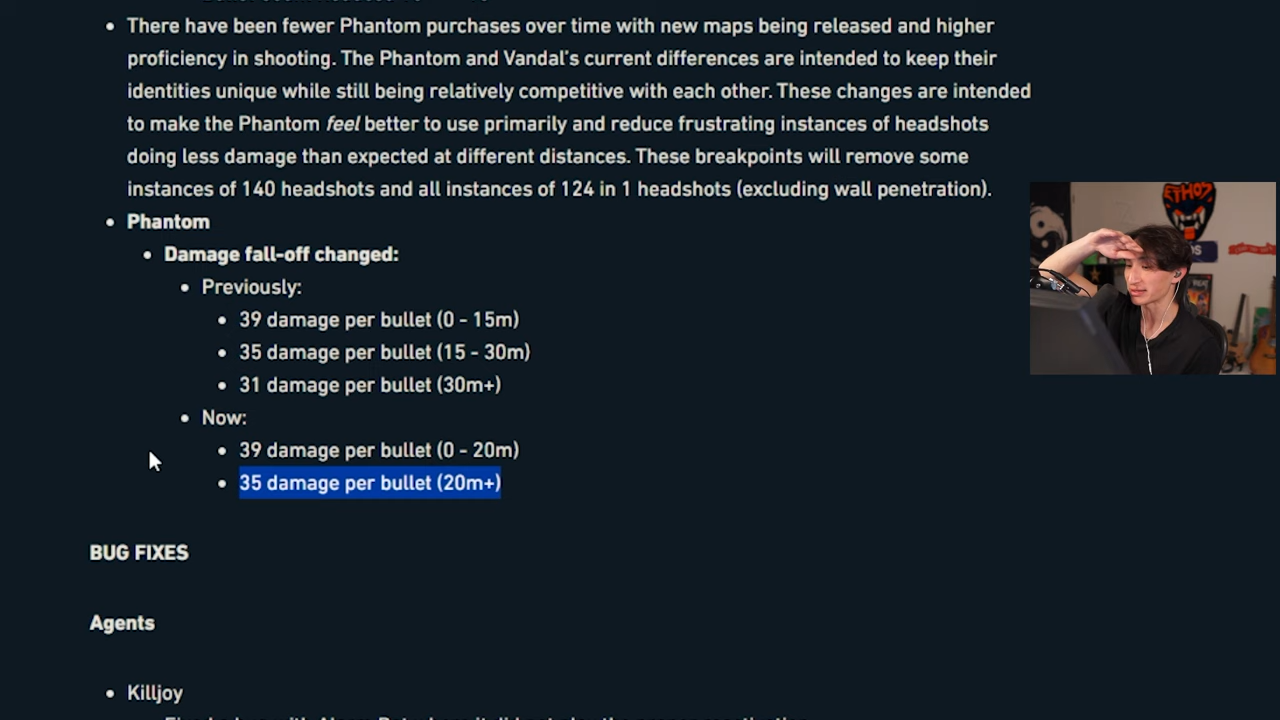 There have been fewer Phantom purchases over time with new maps being released and higher
proficiency in shooting. The Phantom and Vandal's current differences are intended to keep their
identities unique while still being relatively competitive with each other. These changes are intended
to make the Phantom feel better to use primarily and reduce frustrating instances of headshots
doing less damage than expected at different distances. These breakpoints will remove some
instances of 140 headshots and all instances of 124 in 1 headshots (excluding wall penetration).
Phantom
Damage fall-off changed:
Previously:
39 damage per bullet (0 - 15m)
35 damage per bullet (15 - 30m)
31 damage per bullet (30m+)
Now:
39 damage per bullet (0 - 20m)
35 damage per bullet (20m+)
BUG FIXES
Agents
Killjoy
ETHOS